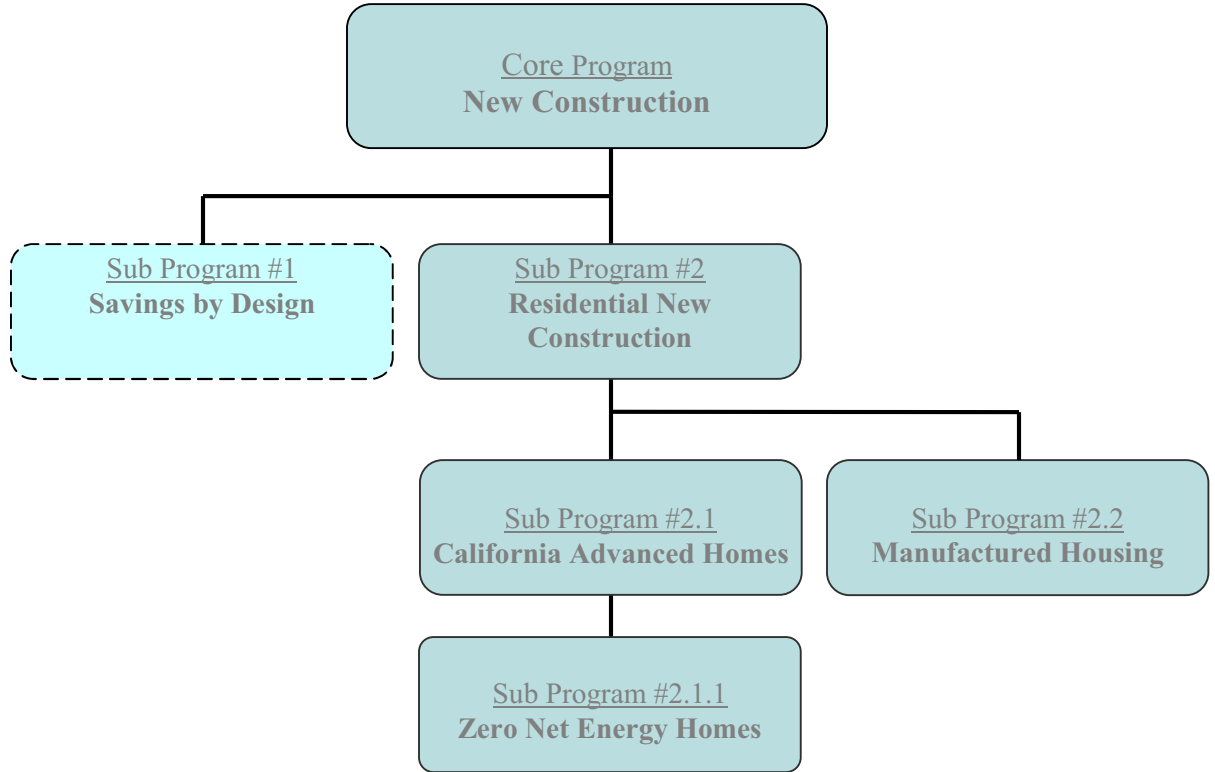 Core Program
New Construction
Sub Program #1
Savings by Design
Sub Program #2
Residential New
Construction
Sub Program #2.1
California Advanced Homes
Sub Program #2.2
Manufactured Housing
Sub Program #2.1.1
Zero Net Energy Homes